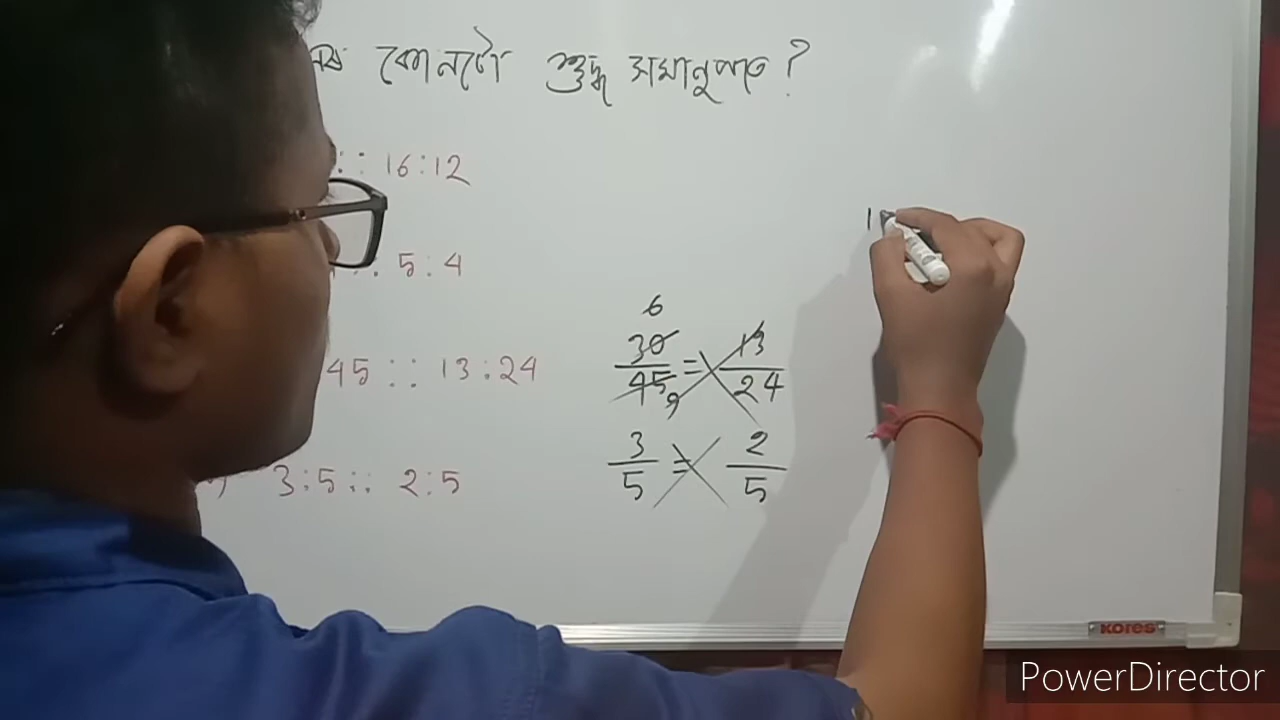 কোনটো শুদ্ধ সমানুপাত ?
:: 16:12
5:4
45 :: 13:24
3:5 :: 2:5
6
30/45 = 13/24
9
3/5 = 2/5
1
KORES
PowerDirector